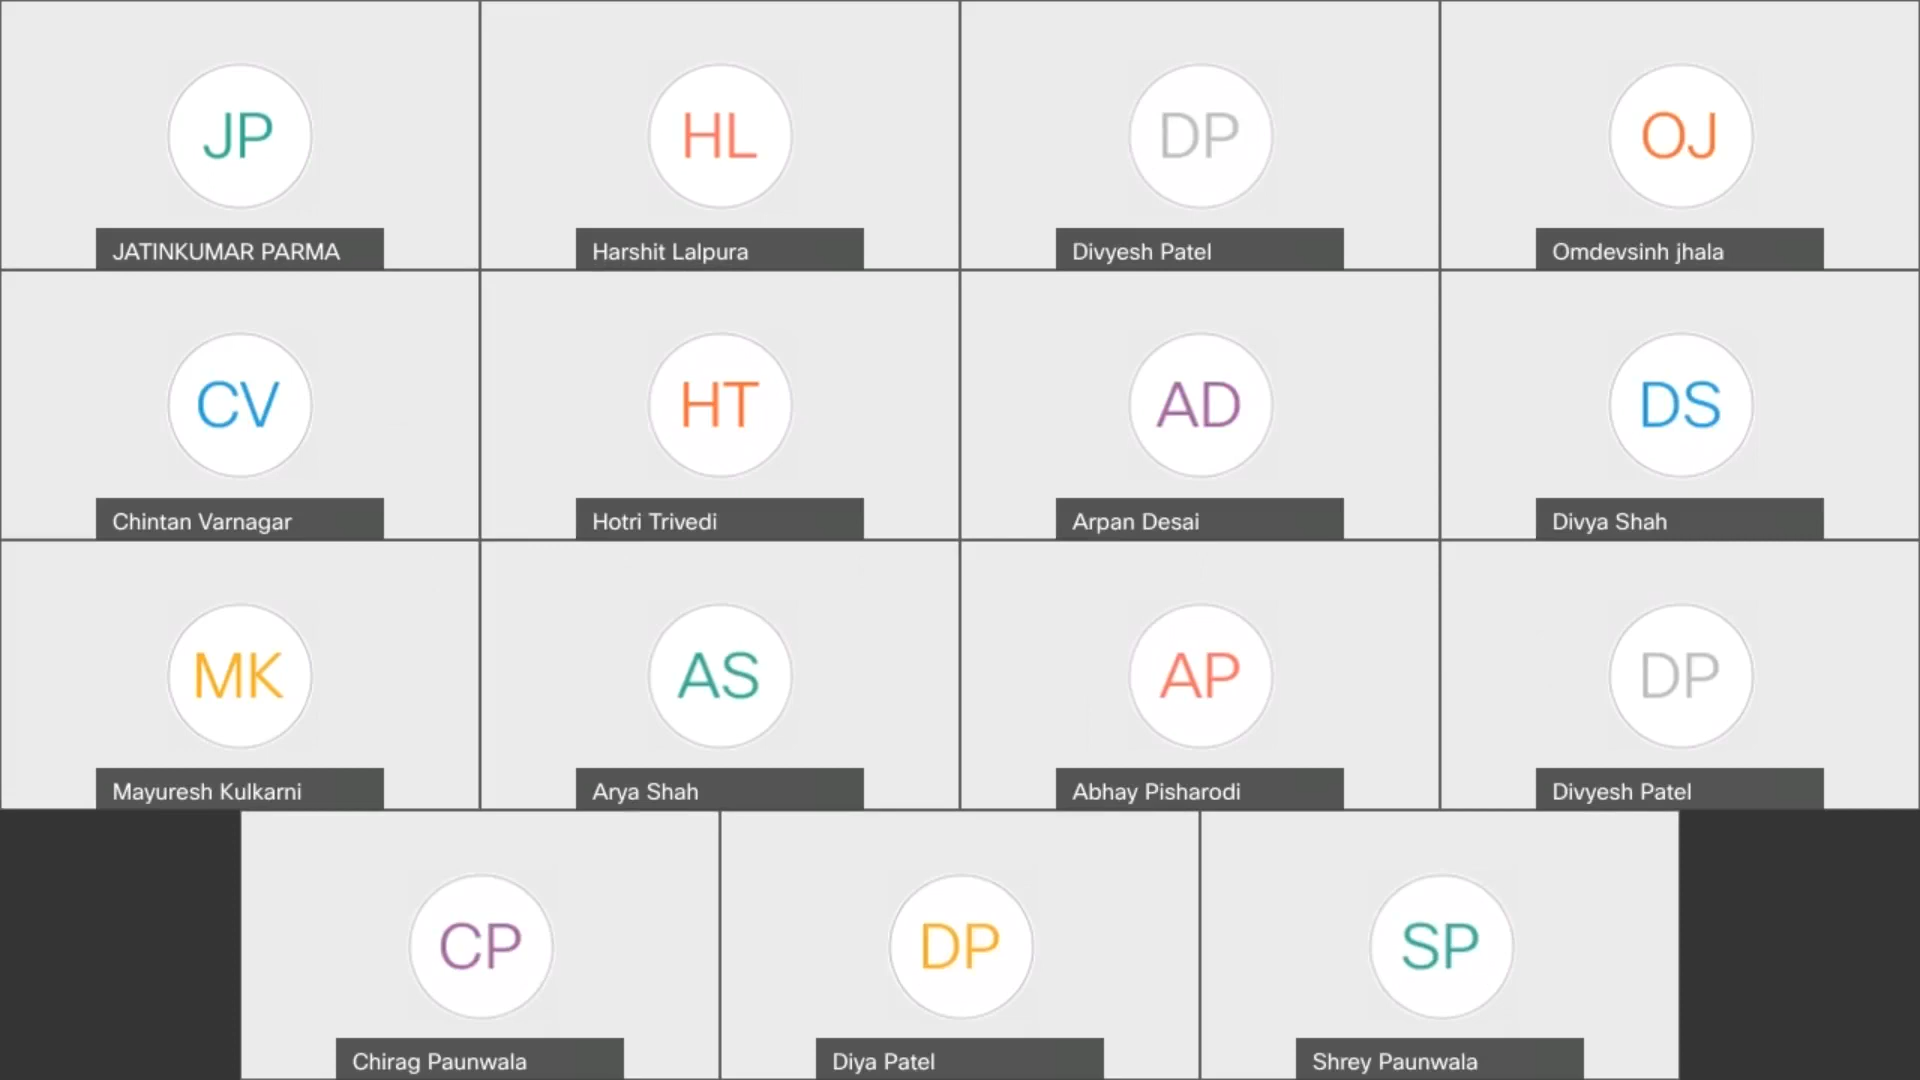 JP
JATINKUMAR PARMA
HL
Harshit Lalpura
DP
Divyesh Patel
OJ
Omdevsinh jhala
CV
Chintan Varnagar
HT
Hotri Trivedi
AD
Arpan Desai
DS
Divya Shah
MK
Mayuresh Kulkarni
AS
Arya Shah
AP
Abhay Pisharodi
DP
Divyesh Patel
CP
Chirag Paunwala
DP
Diya Patel
SP
Shrey Paunwala